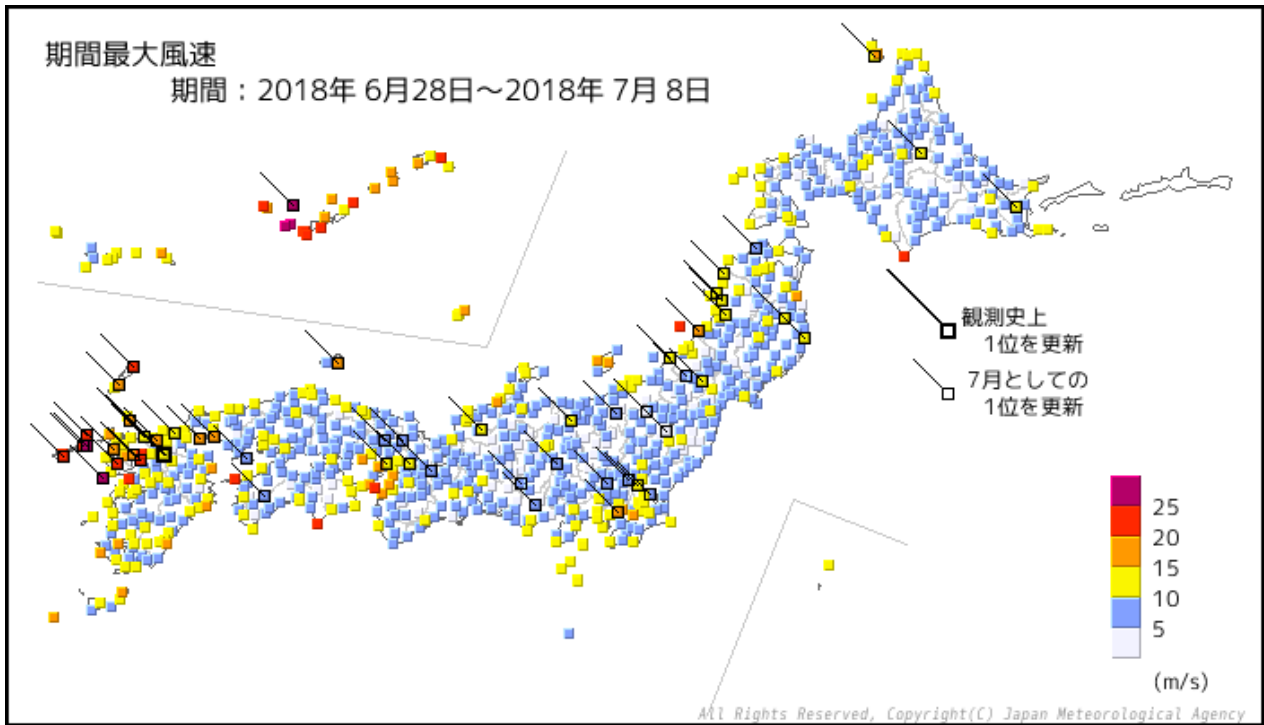 期間最大風速
期間：2018年 6月28日～2018年 7月 8日
観測史上
1位を更新
7月としての
1位を更新
25
20
15
10
5
(m/s)
All Rights Reserved, Copyright(C) Japan Meteorological Agency